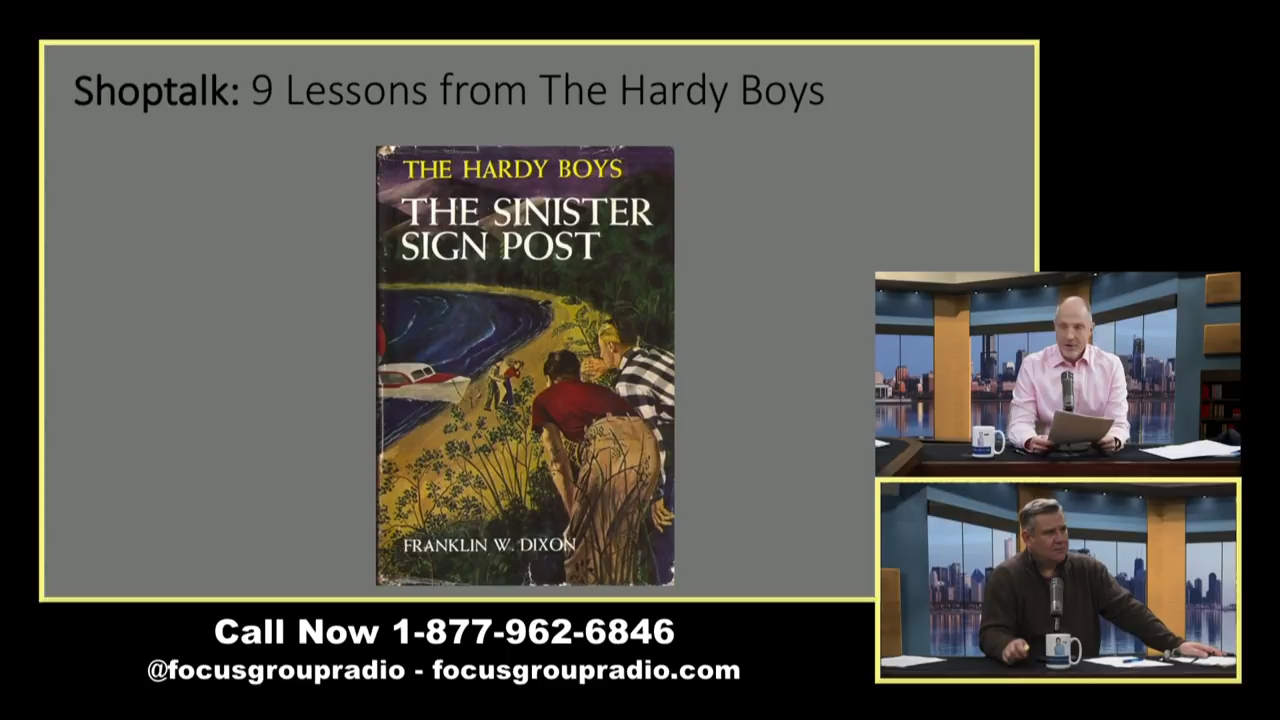 Shoptalk: 9 Lessons from The Hardy Boys
THE HARDY BOYS
THE SINISTER
SIGN POST
FRANKLIN W. DIXON
Call Now 1-877-962-6846
@focusgroupradio - focusgroupradio.com